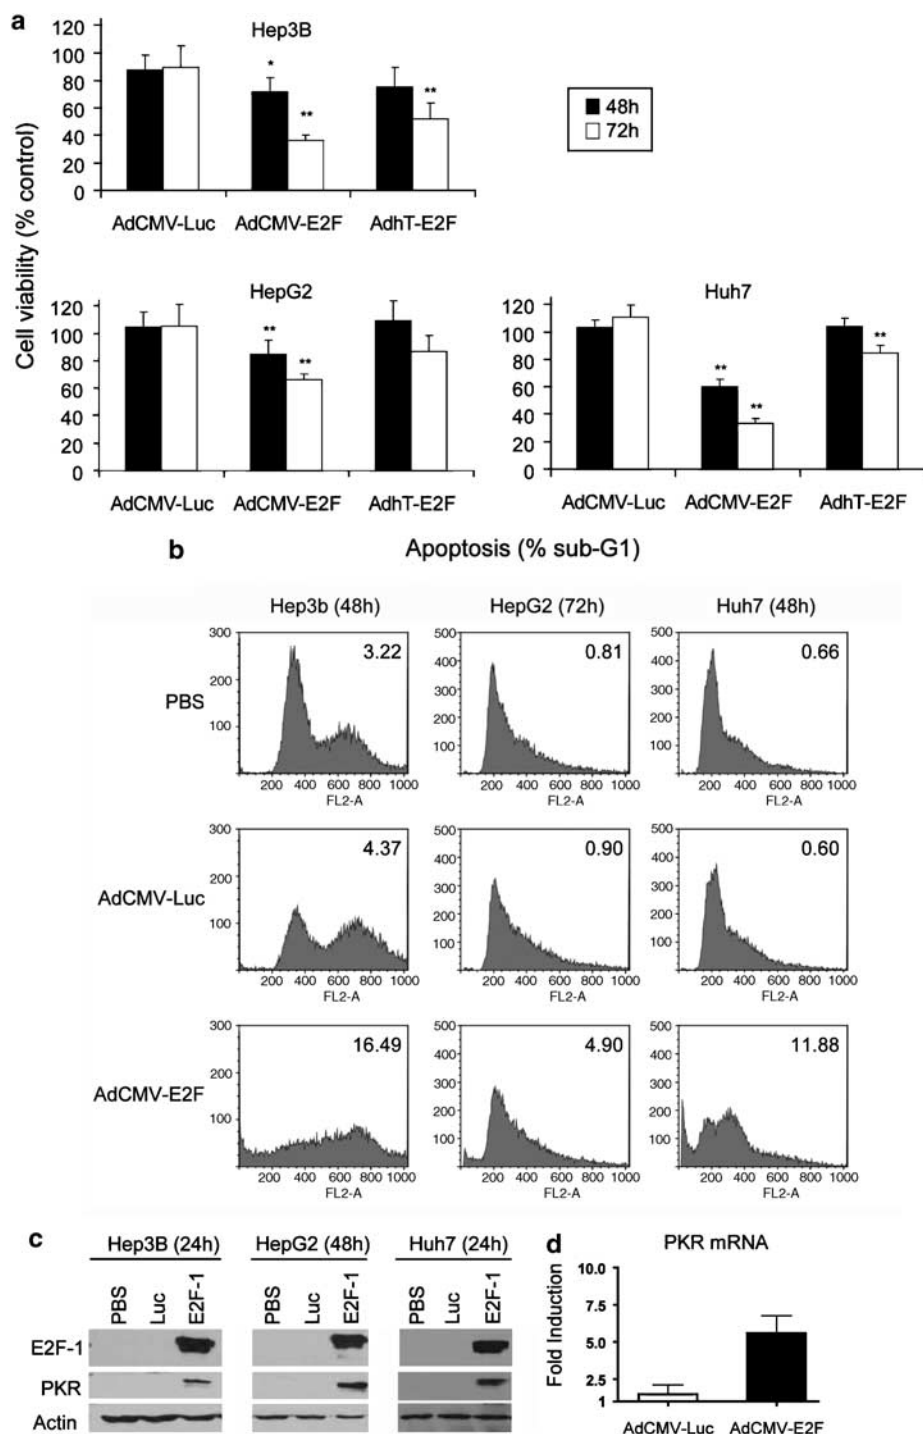 a
Cell viability (% control)
Hep3B
120
100
80
60
40
20
0
*
**
**
AdCMV-Luc AdCMV-E2F AdhT-E2F
48h
72h
HepG2
120
100
80
60
40
20
0
**
**
AdCMV-Luc AdCMV-E2F AdhT-E2F
Huh7
120
100
80
60
40
20
0
**
**
**
AdCMV-Luc AdCMV-E2F AdhT-E2F
b
Apoptosis (% sub-G1)
Hep3b (48h) HepG2 (72h) Huh7 (48h)
PBS
300
200
100
3.22
200 400 600 800 1000
FL2-A
500
400
300
200
100
0
0.81
200 400 600 800 1000
FL2-A
500
400
300
200
100
0
0.66
200 400 600 800 1000
FL2-A
AdCMV-Luc
300
200
100
4.37
200 400 600 800 1000
FL2-A
500
400
300
200
100
0
0.90
200 400 600 800 1000
FL2-A
500
400
300
200
100
0
0.60
200 400 600 800 1000
FL2-A
AdCMV-E2F
300
200
100
16.49
200 400 600 800 1000
FL2-A
500
400
300
200
100
0
4.90
200 400 600 800 1000
FL2-A
500
400
300
200
100
0
11.88
200 400 600 800 1000
FL2-A
c
Hep3B (24h) HepG2 (48h) Huh7 (24h)
PBS Luc E2F-1 PBS Luc E2F-1 PBS Luc E2F-1
E2F-1
PKR
Actin
d
PKR mRNA
Fold Induction
10.0
7.5
5.0
2.5
1
AdCMV-Luc AdCMV-E2F